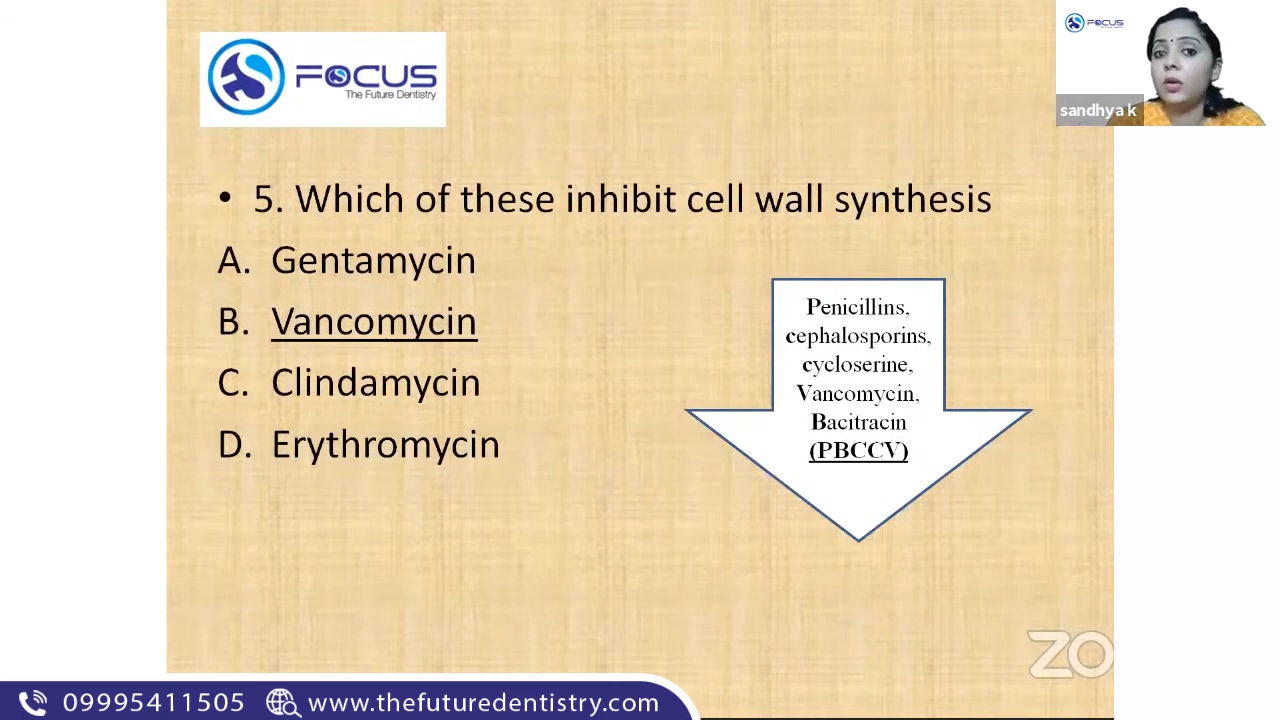 FOCUS
The Future Dentistry
FOCUS
sandhya k
• 5. Which of these inhibit cell wall synthesis
A. Gentamycin
B. Vancomycin
C. Clindamycin
D. Erythromycin
Penicillins,
cephalosporins,
cycloserine,
Vancomycin,
Bacitracin
(PBCCV)
ZO
09995411505 www.thefuturedentistry.com